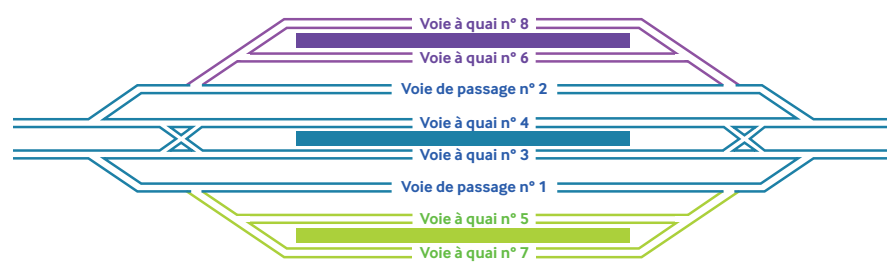 Voie à quai n° 8
Voie à quai n° 6
Voie de passage n° 2
Voie à quai n° 4
Voie à quai n° 3
Voie de passage n° 1
Voie à quai n° 5
Voie à quai n° 7